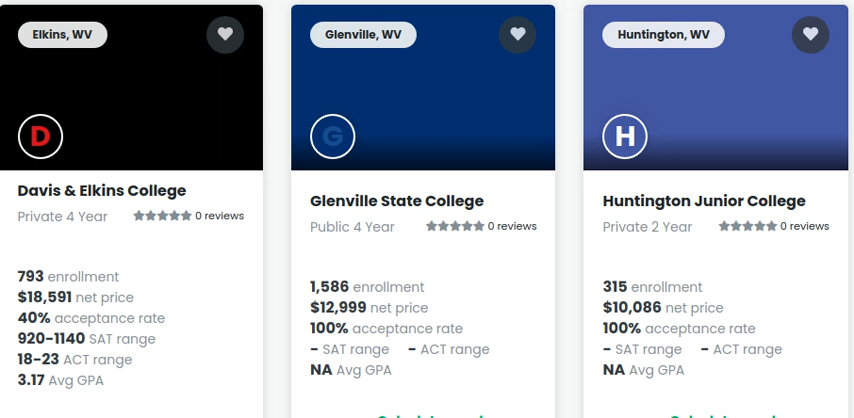 Elkins, WV
D
Davis & Elkins College
Private 4 Year 0 reviews
793 enrollment
$18,591 net price
40% acceptance rate
920-1140 SAT range
18-23 ACT range
3.17 Avg GPA
Glenville, WV
G
Glenville State College
Public 4 Year 0 reviews
1,586 enrollment
$12,999 net price
100% acceptance rate
- SAT range - ACT range
NA Avg GPA
Huntington, WV
H
Huntington Junior College
Private 2 Year 0 reviews
315 enrollment
$10,086 net price
100% acceptance rate
- SAT range - ACT range
NA Avg GPA